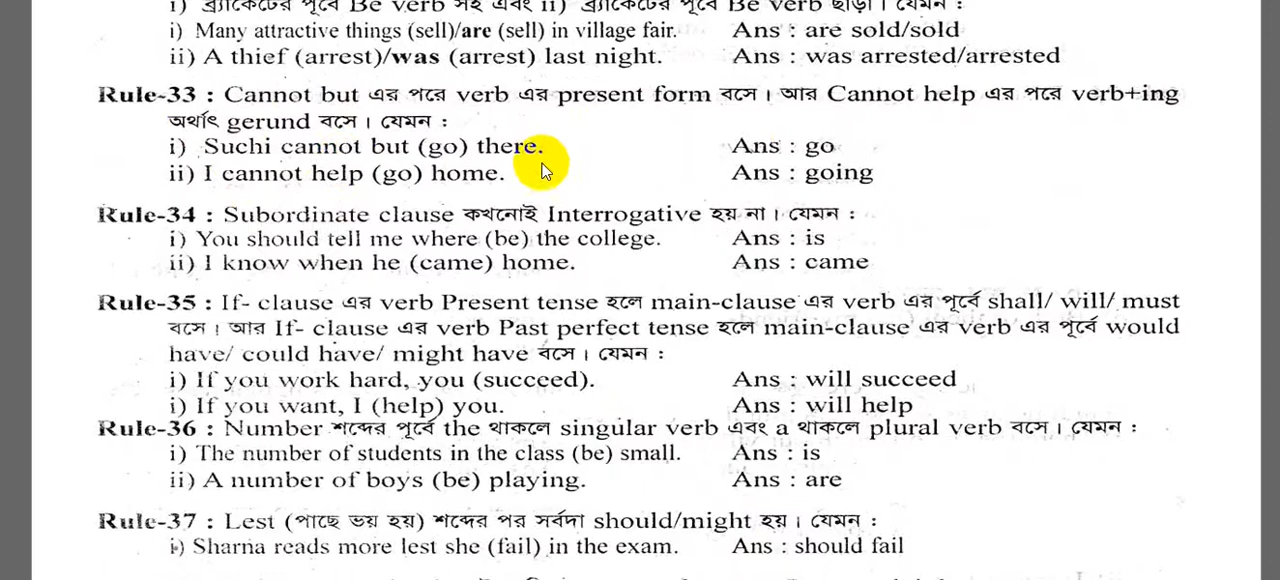 i) ব্র্যাকেটের পূর্বে Be verb সহ এবং ii) ব্র্যাকেটের পূর্বে Be verb ছাড়া। যেমন :
i) Many attractive things (sell)/are (sell) in village fair. Ans : are sold/sold
ii) A thief (arrest)/was (arrest) last night. Ans : was arrested/arrested
Rule-33 : Cannot but এর পরে verb এর present form বসে। আর Cannot help এর পরে verb+ing
অর্থাৎ gerund বসে। যেমন :
i) Suchi cannot but (go) there. Ans : go
ii) I cannot help (go) home. Ans : going
Rule-34 : Subordinate clause কখনোই Interrogative হয় না। যেমন :
i) You should tell me where (be) the college. Ans : is
ii) I know when he (came) home. Ans : came
Rule-35 : If- clause এর verb Present tense হলে main-clause এর verb এর পূর্বে shall/ will/ must
বসে। আর If- clause এর verb Past perfect tense হলে main-clause এর verb এর পূর্বে would
have/ could have/ might have বসে। যেমন :
i) If you work hard, you (succeed). Ans : will succeed
i) If you want, I (help) you. Ans : will help
Rule-36 : Number শব্দের পূর্বে the থাকলে singular verb এবং a থাকলে plural verb বসে। যেমন :
i) The number of students in the class (be) small. Ans : is
ii) A number of boys (be) playing. Ans : are
Rule-37 : Lest (পাছে ভয় হয়) শব্দের পর সর্বদা should/might হয়। যেমন :
i) Sharna reads more lest she (fail) in the exam. Ans : should fail